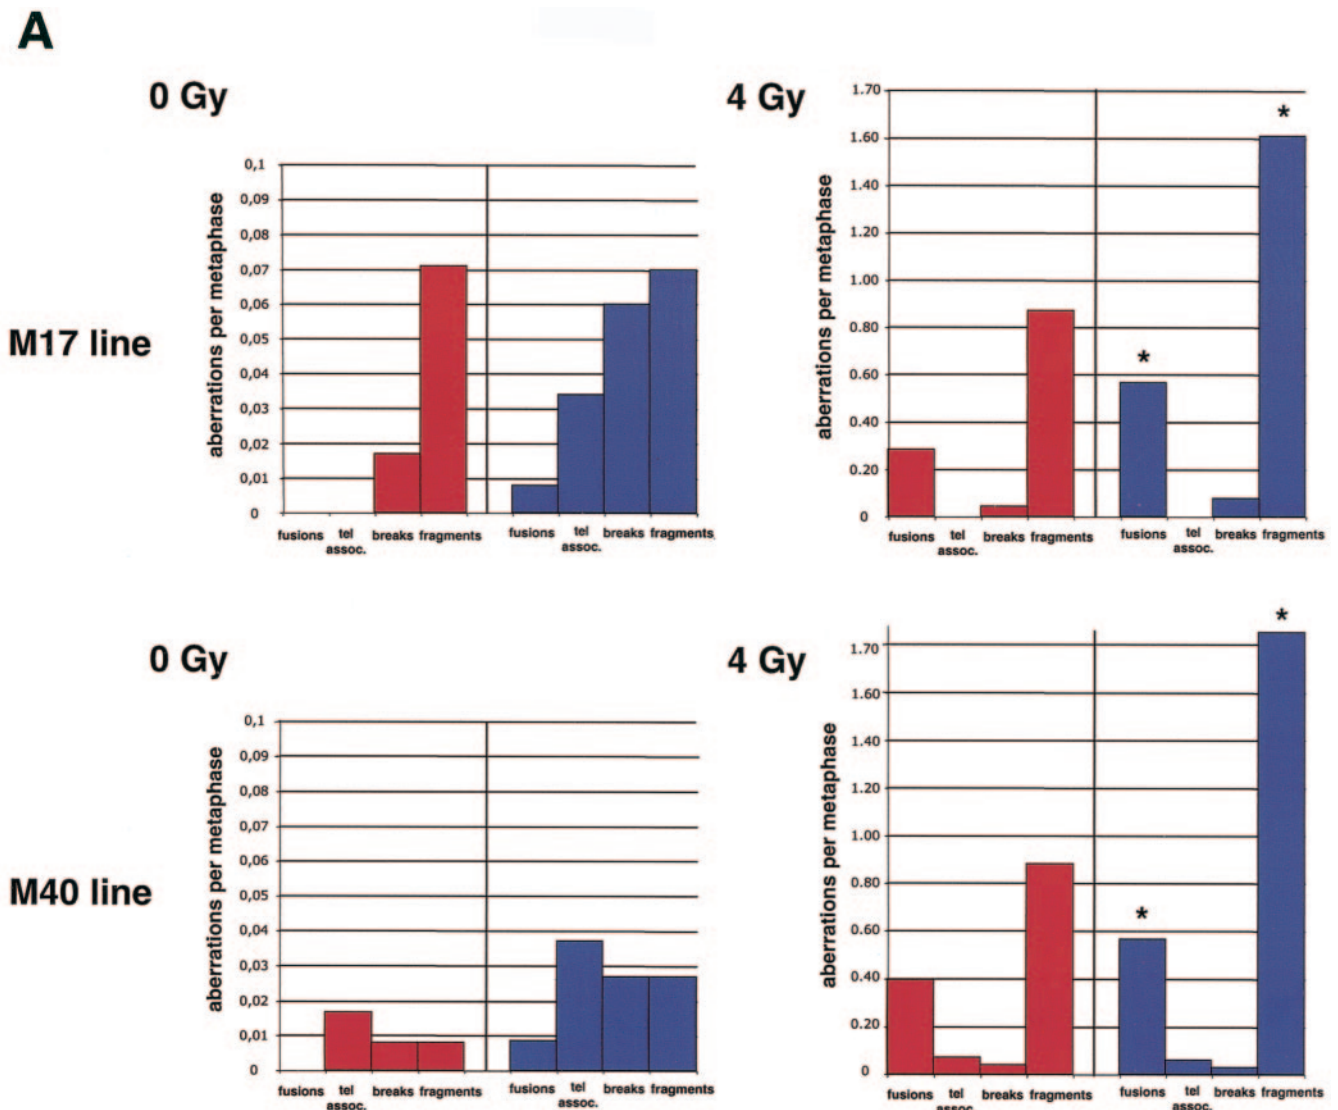 A
0 Gy
4 Gy
M17 line
aberrations per metaphase
0,1
0,09
0,08
0,07
0,06
0,05
0,04
0,03
0,02
0,01
0
fusions tel assoc. breaks fragments
fusions tel assoc. breaks fragments
aberrations per metaphase
1.70
1.60
1.40
1.20
1.00
0.80
0.60
0.40
0.20
0
*
*
fusions tel assoc. breaks fragments
fusions tel assoc. breaks fragments
0 Gy
4 Gy
M40 line
aberrations per metaphase
0,1
0,09
0,08
0,07
0,06
0,05
0,04
0,03
0,02
0,01
0
fusions tel assoc. breaks fragments
fusions tel assoc. breaks fragments
aberrations per metaphase
1.70
1.60
1.40
1.20
1.00
0.80
0.60
0.40
0.20
0
*
*
fusions tel assoc. breaks fragments
fusions tel assoc. breaks fragments